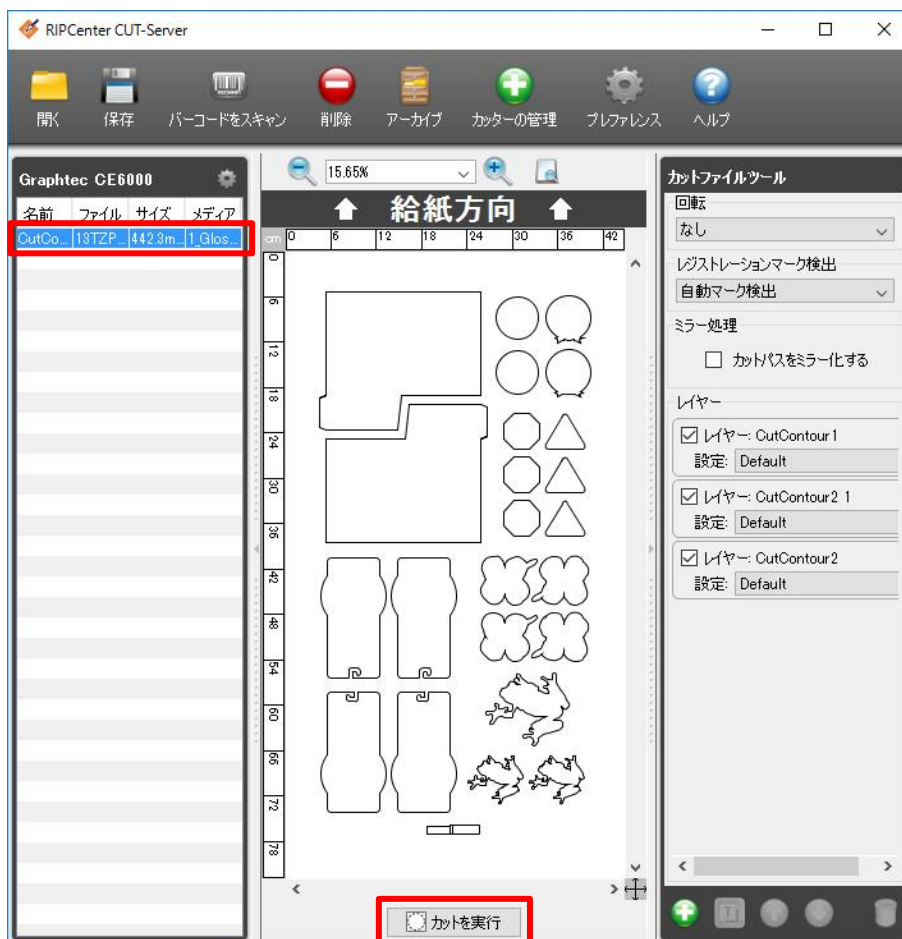 RIPCenter CUT-Server
開く 保存 バーコードをスキャン 削除 アーカイブ カッターの管理 プレファレンス ヘルプ
Graphtec CE6000
名前 ファイル サイズ メディア
CutCo... 13TZP... 442.3m... 1_Glos...
15.65%
給紙方向
cm 0 6 12 18 24 30 36 42
0
6
12
18
24
30
36
42
48
54
60
66
72
78
カットを実行
カットファイルツール
回転
なし
レジストレーションマーク検出
自動マーク検出
ミラー処理
カットパスをミラー化する
レイヤー
レイヤー: CutContour1
設定: Default
レイヤー: CutContour2 1
設定: Default
レイヤー: CutContour2
設定: Default